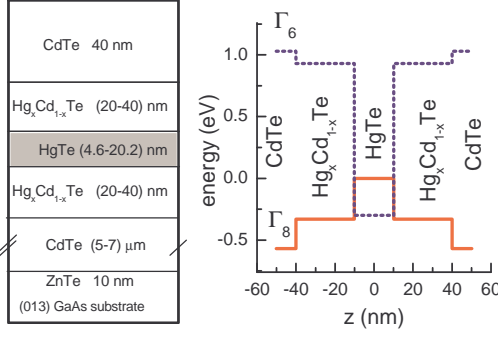 CdTe 40 nm
HgₓCd₁₋ₓTe (20-40) nm
HgTe (4.6-20.2) nm
HgₓCd₁₋ₓTe (20-40) nm
CdTe (5-7) μm
ZnTe 10 nm
(013) GaAs substrate
Γ₆
Γ₈
energy (eV)
1.0
0.5
0.0
-0.5
CdTe
HgₓCd₁₋ₓTe
HgTe
HgₓCd₁₋ₓTe
CdTe
-60 -40 -20 0 20 40 60
z (nm)